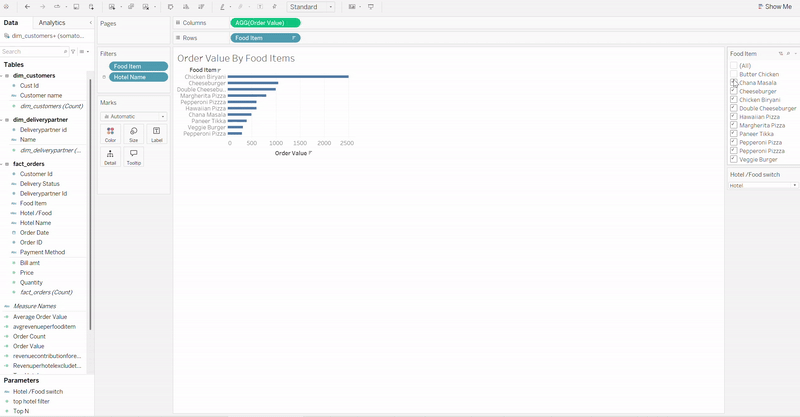 Standard
Show Me
Data
Analytics
dim_customers+ (somato...
Search
Tables
dim_customers
Cust Id
Customer name
dim_customers (Count)
dim_deliverypartner
Deliverypartner id
Name
dim_deliverypartner (...
fact_orders
Customer Id
Delivery Status
Deliverypartner Id
Food Item
Hotel /Food
Hotel Name
Order Date
Order ID
Payment Method
Bill amt
Price
Quantity
fact_orders (Count)
Measure Names
Average Order Value
avgrevenueperfooditem
Order Count
Order Value
revenuecontributionfore...
Revenuperhotelexcludet...
Parameters
Hotel /Food switch
top hotel filter
Top N
Pages
Filters
Food Item
Hotel Name
Marks
Automatic
Color
Size
Label
Detail
Tooltip
Columns
AGG(Order Value)
Rows
Food Item
Order Value By Food Items
Food Item
Chicken Biryani
Cheeseburger
Double Cheesebu..
Margherita Pizza
Pepperoni Pizzza
Hawaiien Pizza
Chana Masala
Paneer Tikka
Veggie Burger
Pepperoni Pizza
0 500 1000 1500 2000 2500
Order Value
Food Item
(All)
Butter Chicken
Chana Masala
Cheeseburger
Chicken Biryani
Double Cheeseburger
Hawaiien Pizza
Margherita Pizza
Paneer Tikka
Pepperoni Pizza
Pepperoni Pizzza
Veggie Burger
Hotel /Food switch
Hotel